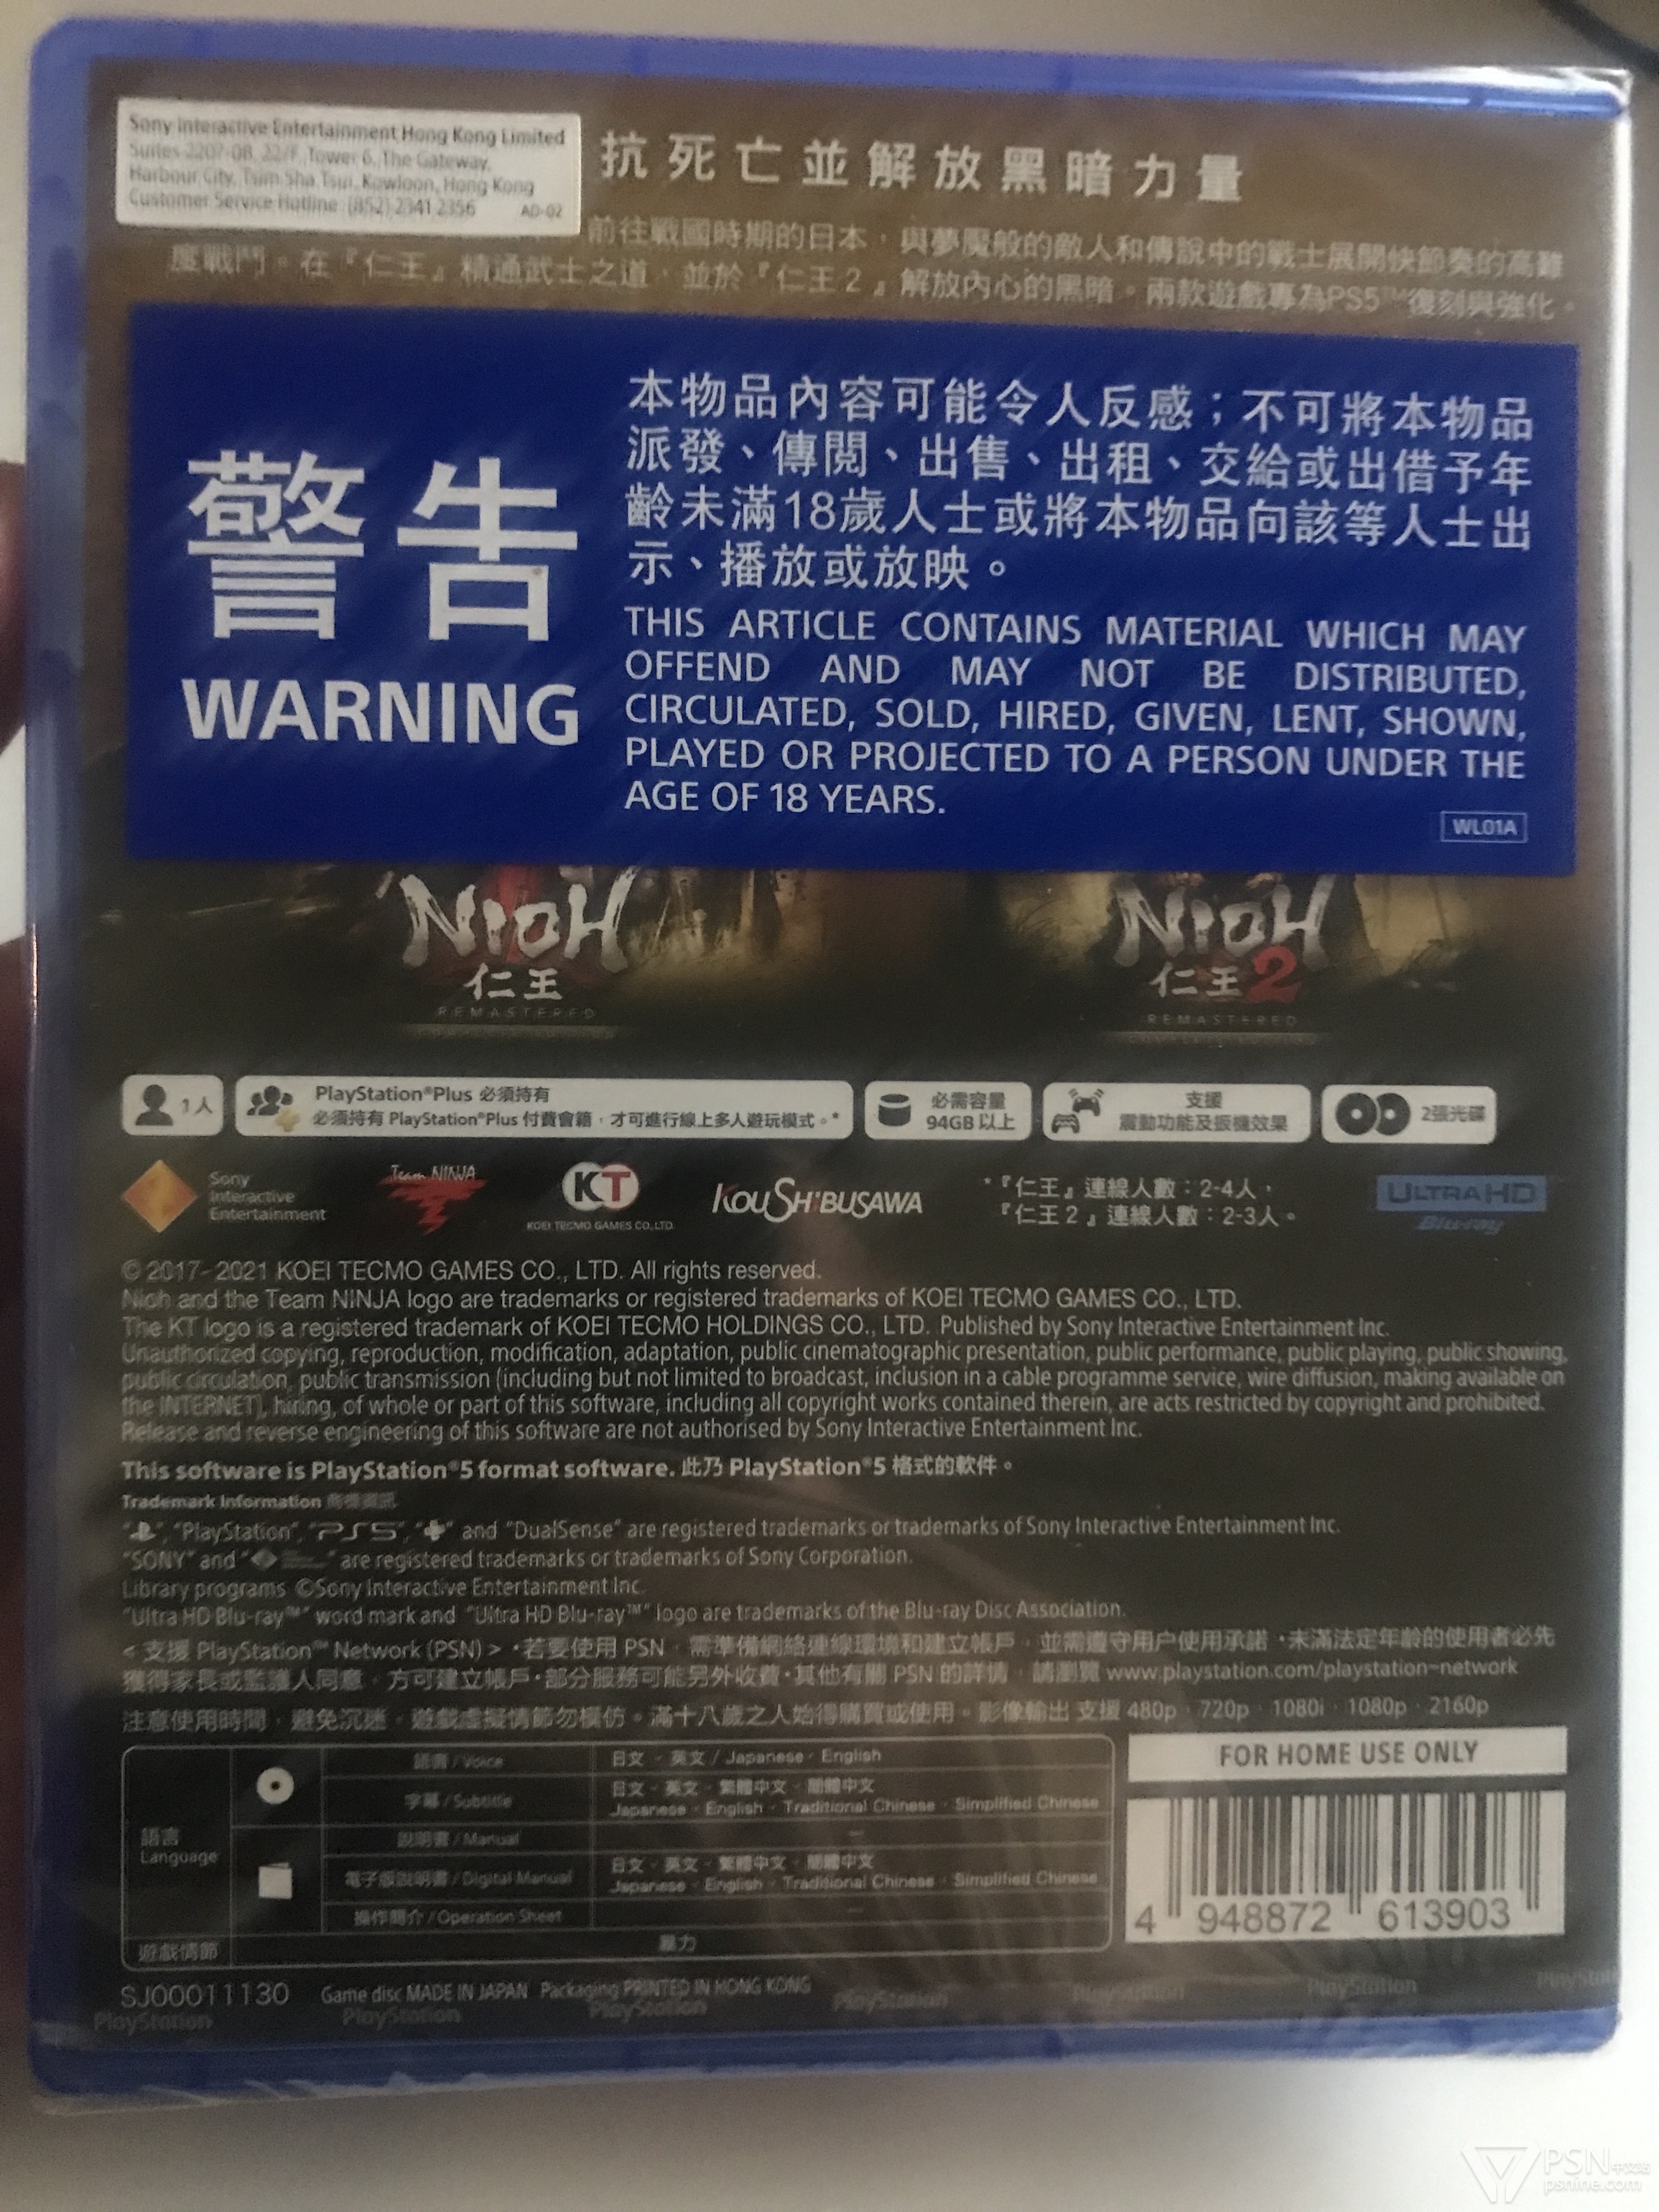 Sony Interactive Entertainment Hong Kong Limited
Suites 2207-08, 22/F., Tower 6, The Gateway,
Harbour City, Tsim Sha Tsui, Kowloon, Hong Kong
Customer Service Hotline: (852) 2341 2356 AD-02
抗死亡並解放黑暗力量
前往戰國時期的日本，與夢魘般的敵人和傳說中的戰士展開快節奏的高難
度戰鬥。在『仁王』精通武士之道，並於『仁王2』解放內心的黑暗。兩款遊戲專為PS5™復刻與強化。
警告
WARNING
本物品內容可能令人反感；不可將本物品
派發、傳閱、出售、出租、交給或出借予年
齡未滿18歲人士或將本物品向該等人士出
示、播放或放映。
THIS ARTICLE CONTAINS MATERIAL WHICH MAY
OFFEND AND MAY NOT BE DISTRIBUTED,
CIRCULATED, SOLD, HIRED, GIVEN, LENT, SHOWN,
PLAYED OR PROJECTED TO A PERSON UNDER THE
AGE OF 18 YEARS.
WL01A
NIOH
仁王
REMASTERED
NIOH
仁王2
REMASTERED
1人
PlayStation®Plus 必須持有
必須持有 PlayStation®Plus 付費會籍，才可進行線上多人遊玩模式。*
必需容量
94GB 以上
支援
震動功能及扳機效果
2張光碟
Sony
Interactive
Entertainment
Team NINJA
KT
KOEI TECMO GAMES CO., LTD.
KOU SHIBUSAWA
*『仁王』連線人數：2-4人，
『仁王2』連線人數：2-3人。
ULTRA HD
Blu-ray
© 2017-2021 KOEI TECMO GAMES CO., LTD. All rights reserved.
Nioh and the Team NINJA logo are trademarks or registered trademarks of KOEI TECMO GAMES CO., LTD.
The KT logo is a registered trademark of KOEI TECMO HOLDINGS CO., LTD. Published by Sony Interactive Entertainment Inc.
Unauthorized copying, reproduction, modification, adaptation, public cinematographic presentation, public performance, public playing, public showing,
public circulation, public transmission (including but not limited to broadcast, inclusion in a cable programme service, wire diffusion, making available on
the INTERNET), hiring, of whole or part of this software, including all copyright works contained therein, are acts restricted by copyright and prohibited.
Release and reverse engineering of this software are not authorised by Sony Interactive Entertainment Inc.
This software is PlayStation®5 format software. 此乃 PlayStation®5 格式的軟件。
Trademark Information 商標資訊
"", "PlayStation", "PS5", "" and "DualSense" are registered trademarks or trademarks of Sony Interactive Entertainment Inc.
"SONY" and "" are registered trademarks or trademarks of Sony Corporation.
Library programs ©Sony Interactive Entertainment Inc.
"Ultra HD Blu-ray™" word mark and "Ultra HD Blu-ray™" logo are trademarks of the Blu-ray Disc Association.
< 支援 PlayStation™ Network (PSN) >・若要使用 PSN，需準備網絡連線環境和建立帳戶，並需遵守用户使用承諾・未滿法定年齡的使用者必先
獲得家長或監護人同意，方可建立帳戶・部分服務可能另外收費・其他有關 PSN 的詳情，請瀏覽 www.playstation.com/playstation-network
注意使用時間，避免沉迷。遊戲虛擬情節勿模仿。滿十八歲之人始得購買或使用。影像輸出 支援 480p・720p・1080i・1080p・2160p
語言
Language
語音/Voice 日文・英文/Japanese・English
字幕/Subtitle 日文・英文・繁體中文・簡體中文
Japanese・English・Traditional Chinese・Simplified Chinese
說明書/Manual —
電子版說明書/Digital Manual 日文・英文・繁體中文・簡體中文
Japanese・English・Traditional Chinese・Simplified Chinese
操作簡介/Operation Sheet —
遊戲情節 暴力
FOR HOME USE ONLY
4 948872 613903
SJ00011130 Game disc MADE IN JAPAN Packaging PRINTED IN HONG KONG
PlayStation PlayStation PlayStation PlayStation PlayStation PlayStation
PSN中文站
psnine.com